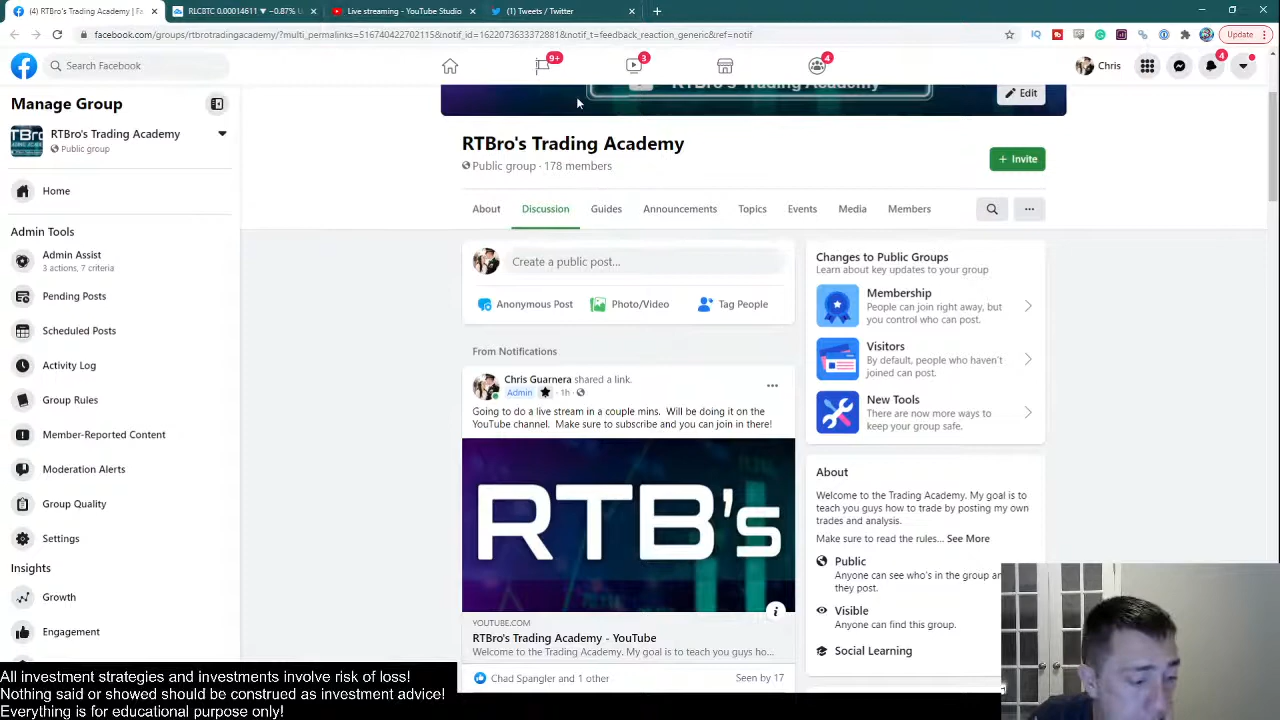 (4) RTBro's Trading Academy | Fa
RLCBTC 0.00014611 ▼ −0.87% U
Live streaming - YouTube Studio
(1) Tweets / Twitter
facebook.com/groups/rtbrotradingacademy/?multi_permalinks=516740422702115&notif_id=1622073633372881&notif_t=feedback_reaction_generic&ref=notif
Update
Search Facebook
9+
3
4
Chris
4
Manage Group
RTBro's Trading Academy
Public group
Home
Admin Tools
Admin Assist
3 actions, 7 criteria
Pending Posts
Scheduled Posts
Activity Log
Group Rules
Member-Reported Content
Moderation Alerts
Group Quality
Settings
Insights
Growth
Engagement
RTBro's Trading Academy
Edit
RTBro's Trading Academy
Public group · 178 members
+ Invite
About
Discussion
Guides
Announcements
Topics
Events
Media
Members
Create a public post...
Anonymous Post
Photo/Video
Tag People
From Notifications
Chris Guarnera shared a link.
Admin · 1h ·
Going to do a live stream in a couple mins. Will be doing it on the
YouTube channel. Make sure to subscribe and you can join in there!
RTB's
YOUTUBE.COM
RTBro's Trading Academy - YouTube
Welcome to the Trading Academy. My goal is to teach you guys ho...
Chad Spangler and 1 other
Seen by 17
Changes to Public Groups
Learn about key updates to your group
Membership
People can join right away, but
you control who can post.
Visitors
By default, people who haven't
joined can post.
New Tools
There are now more ways to
keep your group safe.
About
Welcome to the Trading Academy. My goal is to
teach you guys how to trade by posting my own
trades and analysis.
Make sure to read the rules... See More
Public
Anyone can see who's in the group an
they post.
Visible
Anyone can find this group.
Social Learning
All investment strategies and investments involve risk of loss!
Nothing said or showed should be construed as investment advice!
Everything is for educational purpose only!